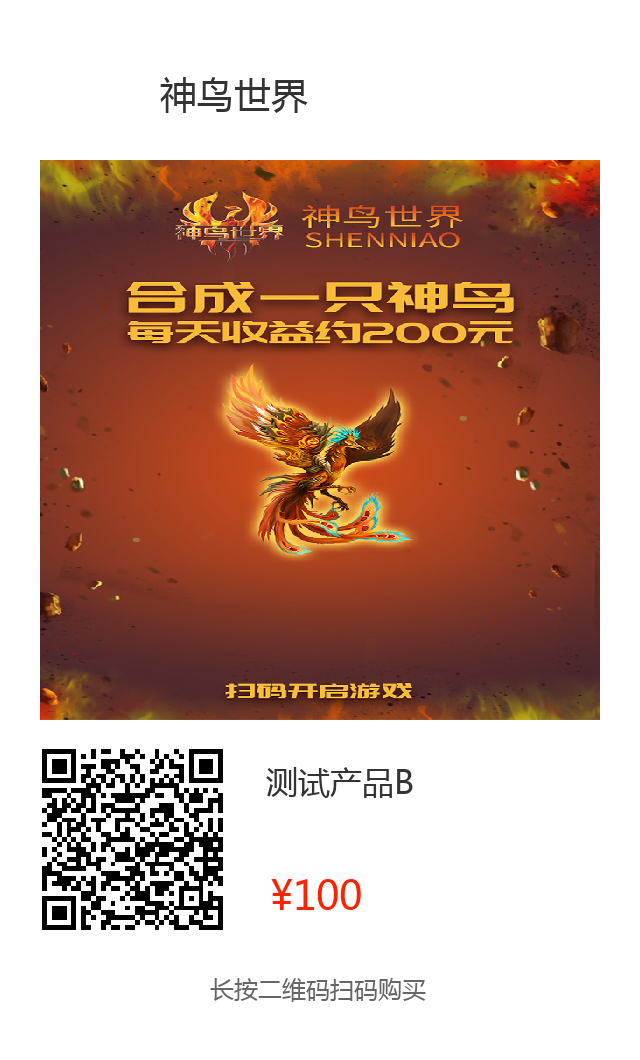 神鸟世界
神鸟世界
神鸟世界
SHENNIAO
合成一只神鸟
每天收益约200元
扫码开启游戏
测试产品B
¥100
长按二维码扫码购买